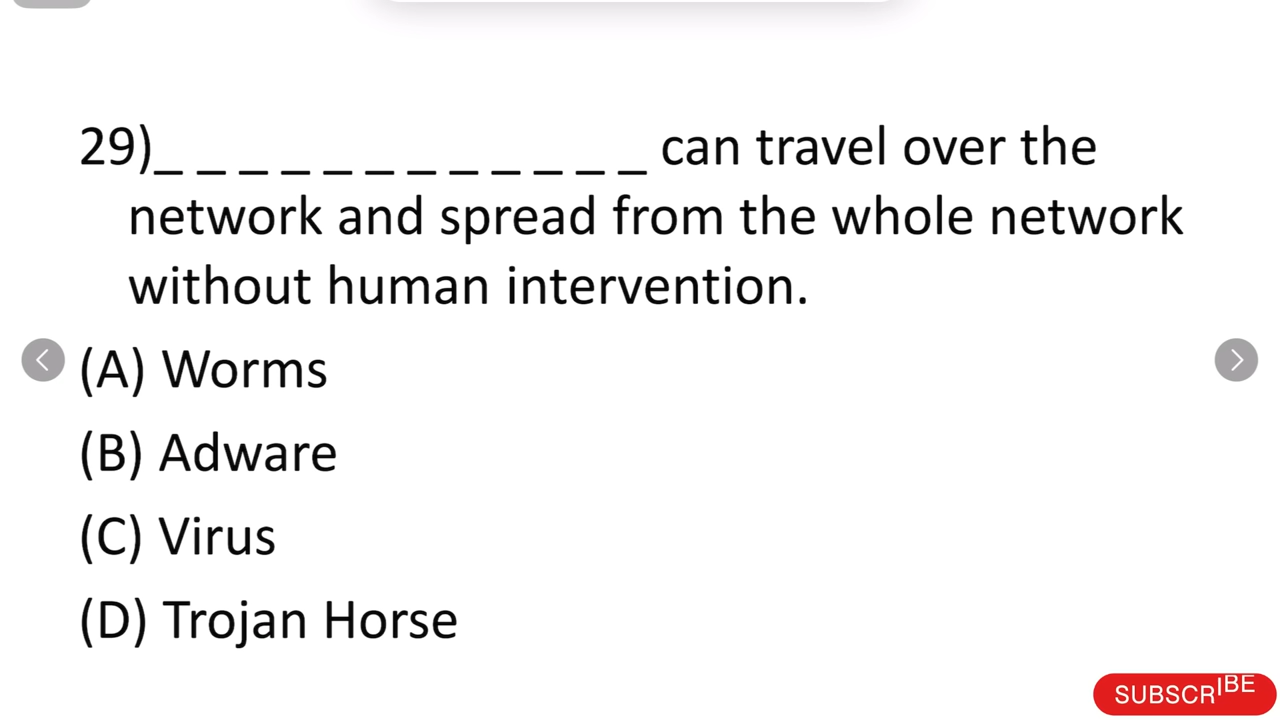 29)_ _ _ _ _ _ _ _ _ _ _ _ can travel over the
network and spread from the whole network
without human intervention.
(A) Worms
(B) Adware
(C) Virus
(D) Trojan Horse
SUBSCRIBE